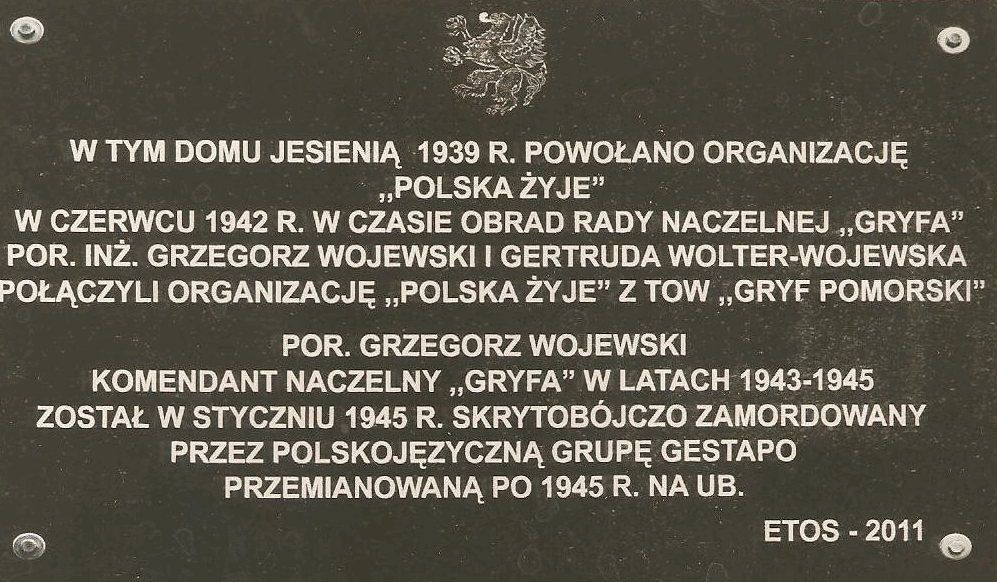 W TYM DOMU JESIENIĄ 1939 R. POWOŁANO ORGANIZACJĘ
,,POLSKA ŻYJE”
W CZERWCU 1942 R. W CZASIE OBRAD RADY NACZELNEJ ,,GRYFA”
POR. INŻ. GRZEGORZ WOJEWSKI I GERTRUDA WOLTER-WOJEWSKA
POŁĄCZYLI ORGANIZACJĘ ,,POLSKA ŻYJE” Z TOW ,,GRYF POMORSKI”
POR. GRZEGORZ WOJEWSKI
KOMENDANT NACZELNY ,,GRYFA” W LATACH 1943-1945
ZOSTAŁ W STYCZNIU 1945 R. SKRYTOBÓJCZO ZAMORDOWANY
PRZEZ POLSKOJĘZYCZNĄ GRUPĘ GESTAPO
PRZEMIANOWANĄ PO 1945 R. NA UB.
ETOS - 2011